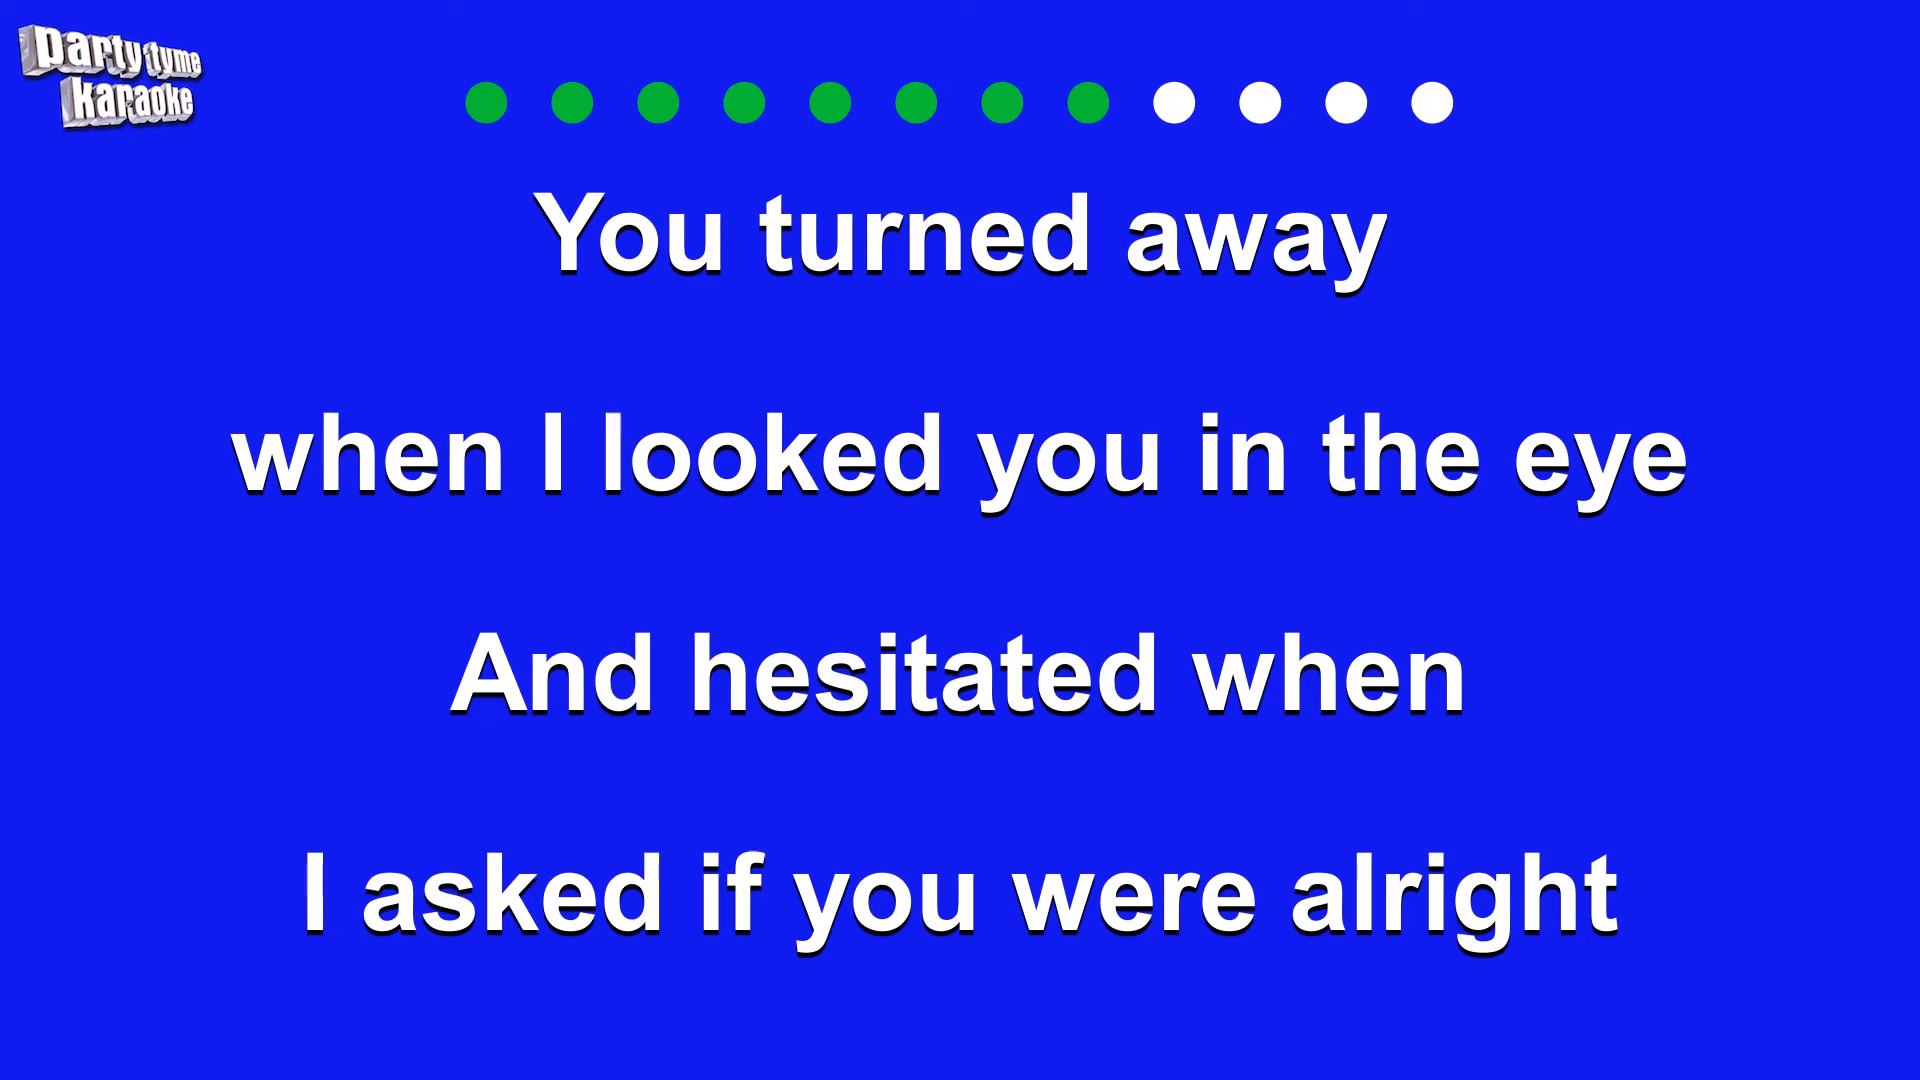 party tyme
karaoke
You turned away
when I looked you in the eye
And hesitated when
I asked if you were alright